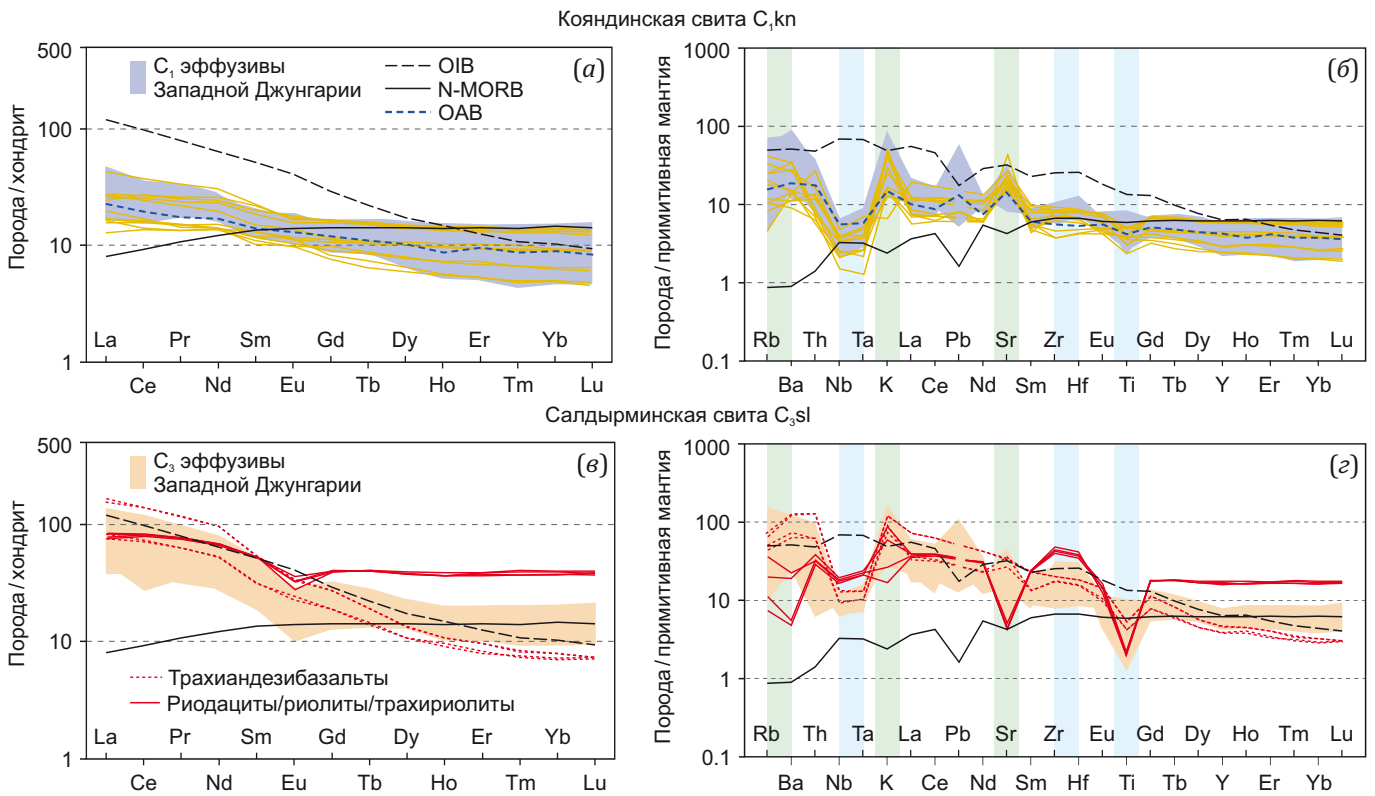 Кояндинская свита C₁kn
500
100
10
1
Порода / хондрит
C₁ эффузивы
Западной Джунгарии
OIB
N-MORB
OAB
(а)
La Pr Sm Gd Dy Er Yb
Ce Nd Eu Tb Ho Tm Lu
1000
100
10
1
0.1
Порода / примитивная мантия
(б)
Rb Th Ta La Pb Sr Zr Eu Gd Dy Ho Tm Lu
Ba Nb K Ce Nd Sm Hf Ti Tb Y Er Yb
Салдырминская свита C₃sl
500
100
10
1
Порода / хондрит
C₃ эффузивы
Западной Джунгарии
(в)
Трахиандезибазальты
Риодациты/риолиты/трахириолиты
La Pr Sm Gd Dy Er Yb Lu
Ce Nd Eu Tb Ho Tm Lu
1000
100
10
1
0.1
Порода / примитивная мантия
(г)
Rb Th Ta La Pb Sr Zr Eu Gd Dy Ho Tm Lu
Ba Nb K Ce Nd Sm Hf Ti Tb Y Er Yb